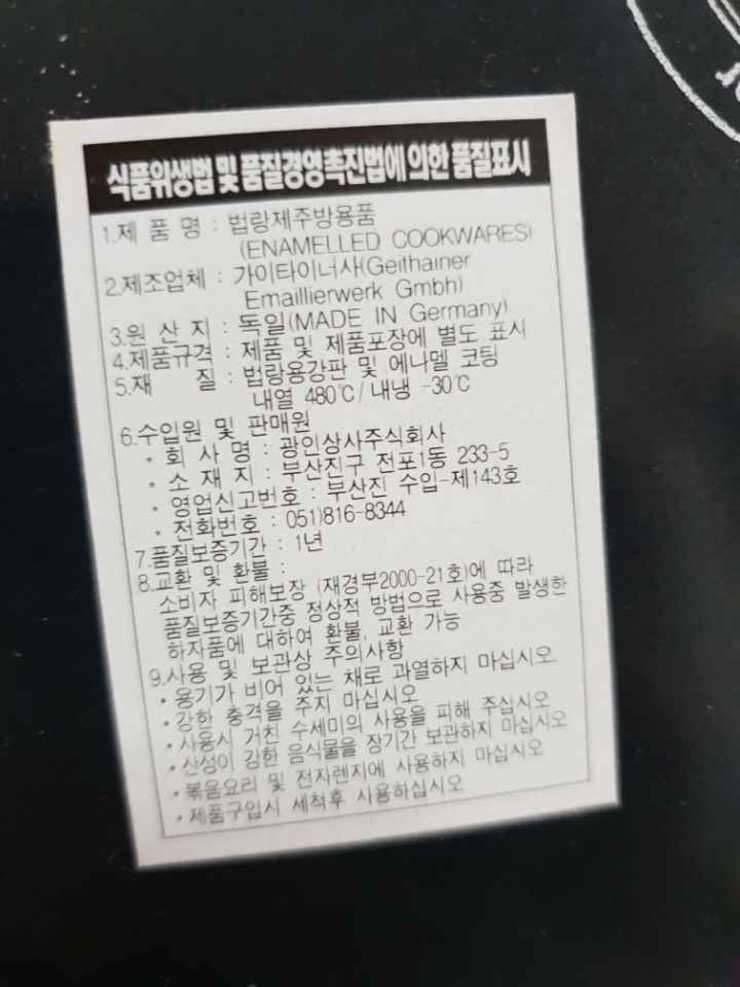 식품위생법 및 품질경영촉진법에 의한 품질표시
1.제 품 명 : 법랑제주방용품
(ENAMELLED COOKWARES)
2.제조업체 : 가이타이너사(Geithainer
Emaillierwerk Gmbh)
3.원 산 지 : 독일(MADE IN Germany)
4.제품규격 : 제품 및 제품포장에 별도 표시
5.재 질 : 법랑용강판 및 에나멜 코팅
내열 480℃/내냉 -30℃
6.수입원 및 판매원
• 회 사 명 : 광인상사주식회사
• 소 재 지 : 부산진구 전포1동 233-5
• 영업신고번호 : 부산진 수입-제143호
• 전화번호 : 051)816-8344
7.품질보증기간 : 1년
8.교환 및 환불 :
소비자 피해보장 (재경부2000-21호)에 따라
품질보증기간중 정상적 방법으로 사용중 발생한
하자품에 대하여 환불, 교환 가능
9.사용 및 보관상 주의사항
• 용기가 비어 있는 채로 과열하지 마십시오
• 강한 충격을 주지 마십시오
• 사용시 거친 수세미의 사용을 피해 주십시오
• 산성이 강한 음식물을 장기간 보관하지 마십시오
• 볶음요리 및 전자렌지에 사용하지 마십시오
• 제품구입시 세척후 사용하십시오